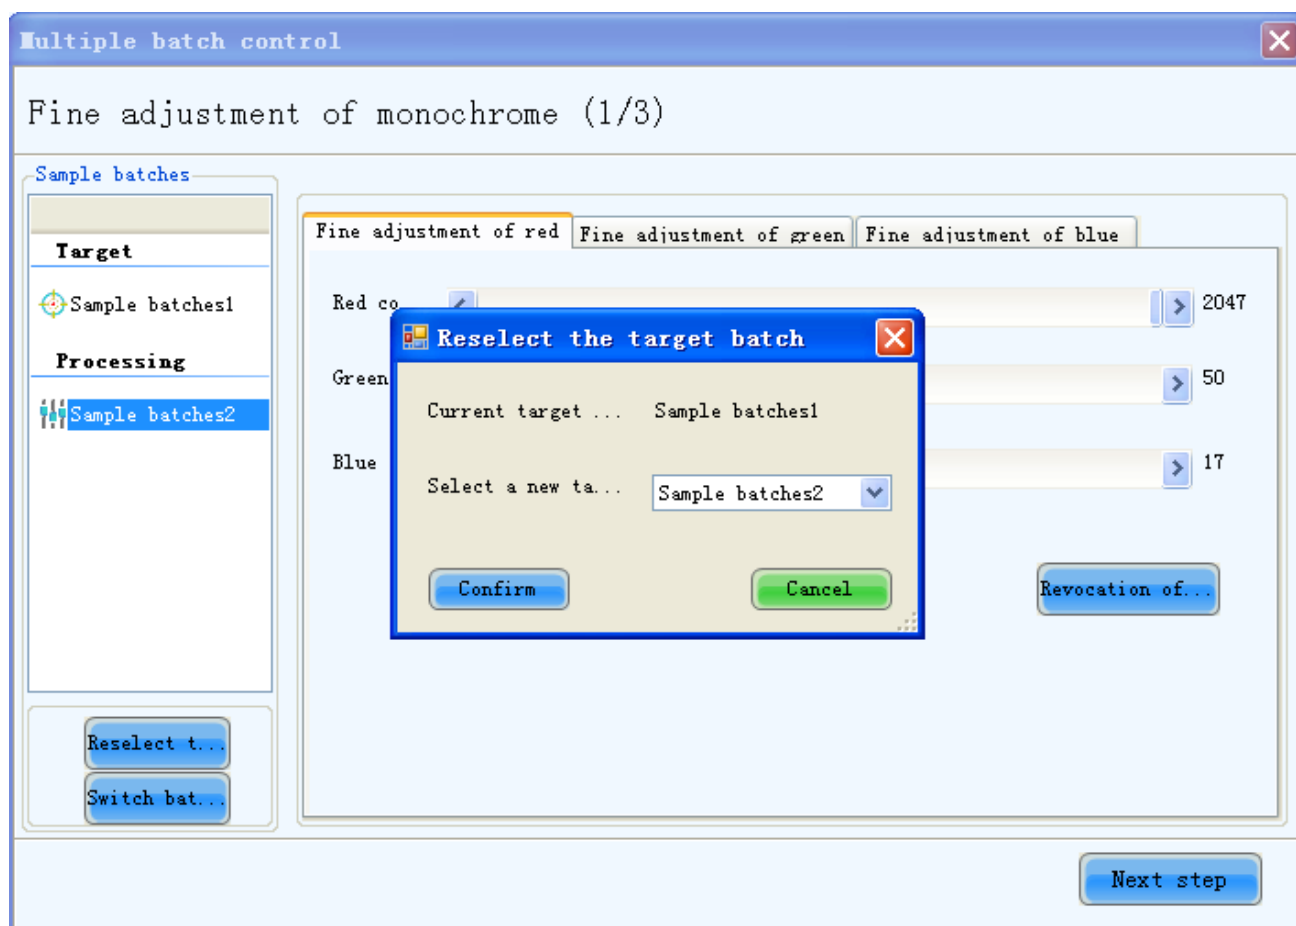 Multiple batch control
Fine adjustment of monochrome (1/3)
Sample batches
Target
Sample batches1
Processing
Sample batches2
Reselect t...
Switch bat...
Fine adjustment of red
Fine adjustment of green
Fine adjustment of blue
Red co
2047
Green
50
Blue
17
Reselect the target batch
Current target ... Sample batches1
Select a new ta... Sample batches2
Confirm
Cancel
Revocation of...
Next step